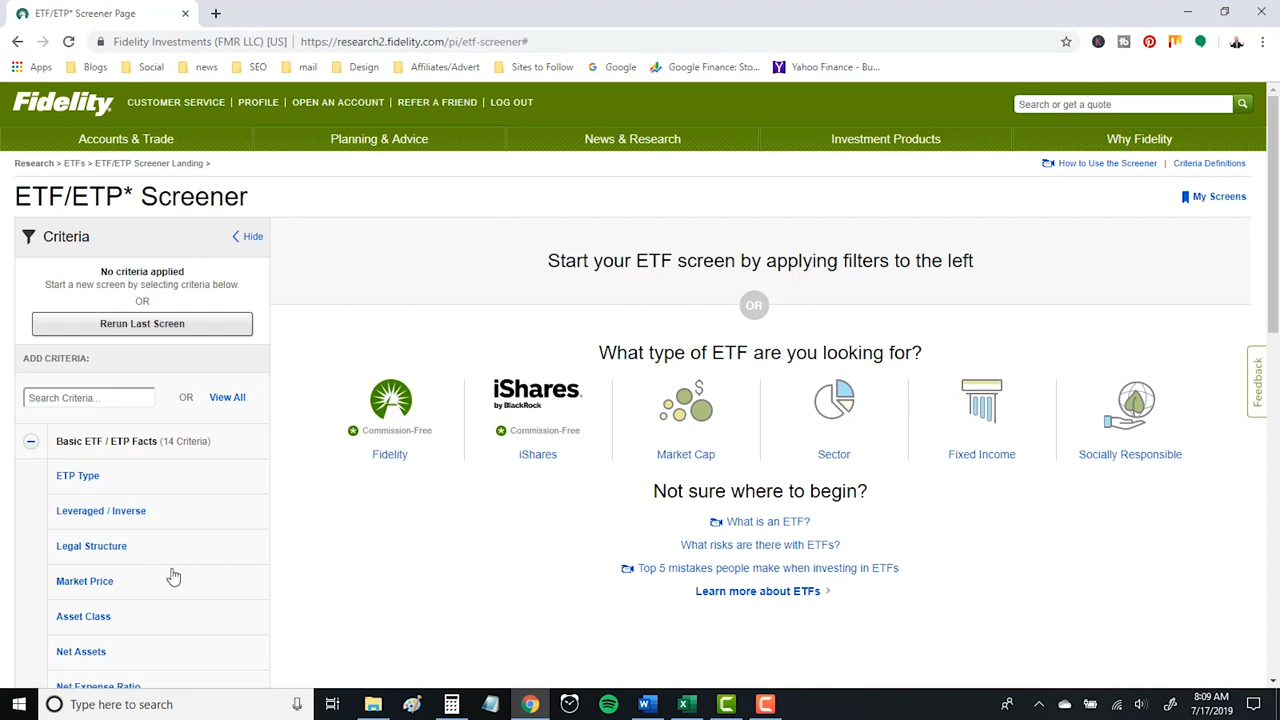 ETF/ETP* Screener Page
Fidelity Investments (FMR LLC) [US] | https://research2.fidelity.com/pi/etf-screener#
Apps Blogs Social news SEO mail Design Affiliates/Advert Sites to Follow Google Google Finance: Sto... Yahoo Finance - Bu...
Fidelity CUSTOMER SERVICE | PROFILE | OPEN AN ACCOUNT | REFER A FRIEND | LOG OUT Search or get a quote
Accounts & Trade Planning & Advice News & Research Investment Products Why Fidelity
Research > ETFs > ETF/ETP Screener Landing > How to Use the Screener | Criteria Definitions
ETF/ETP* Screener My Screens
Criteria Hide
No criteria applied
Start a new screen by selecting criteria below.
OR
Rerun Last Screen
ADD CRITERIA:
Search Criteria... OR View All
Basic ETF / ETP Facts (14 Criteria)
ETP Type
Leveraged / Inverse
Legal Structure
Market Price
Asset Class
Net Assets
Net Expense Ratio
Start your ETF screen by applying filters to the left
OR
What type of ETF are you looking for?
iShares.
by BLACKROCK
Commission-Free Commission-Free
Fidelity iShares Market Cap Sector Fixed Income Socially Responsible
Not sure where to begin?
What is an ETF?
What risks are there with ETFs?
Top 5 mistakes people make when investing in ETFs
Learn more about ETFs >
Feedback
Type here to search
8:09 AM
7/17/2019